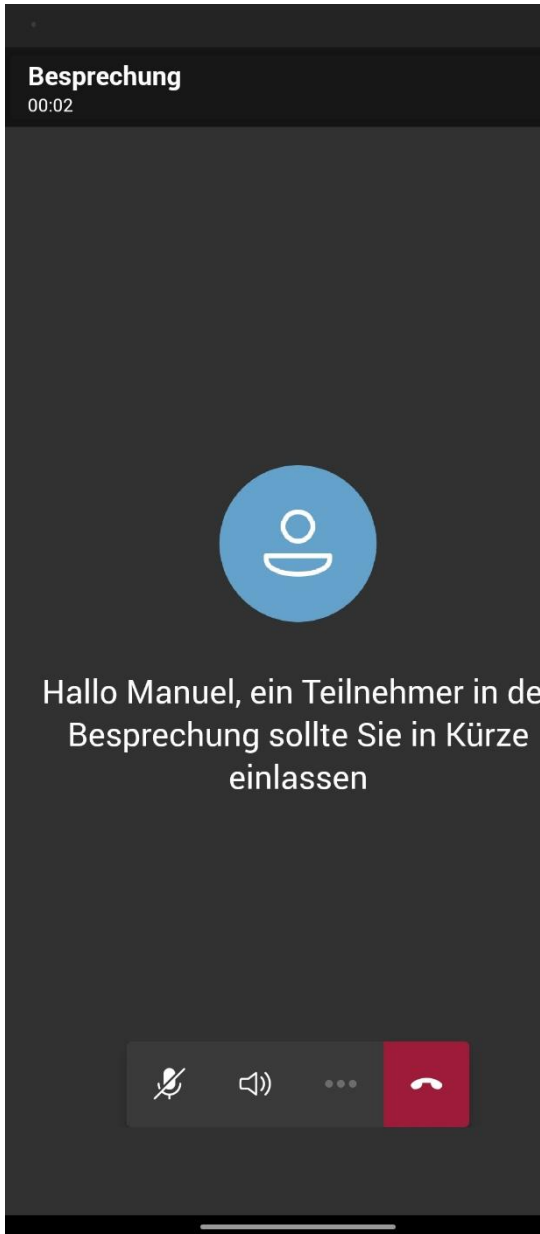 Besprechung
00:02
Hallo Manuel, ein Teilnehmer in de
Besprechung sollte Sie in Kürze
einlassen